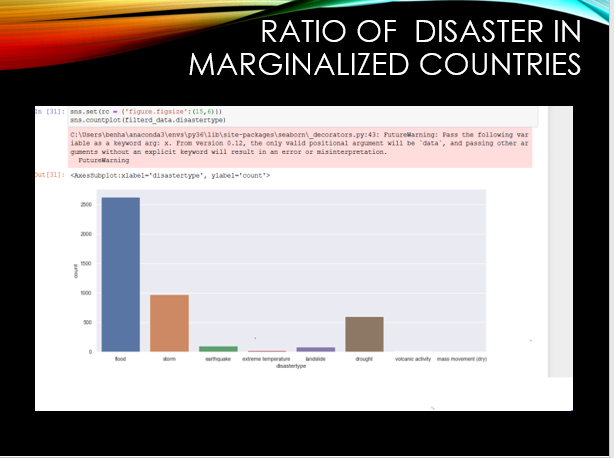 RATIO OF DISASTER IN
MARGINALIZED COUNTRIES
In [31]: sns.set(rc = {'figure.figsize':(15,6)})
sns.countplot(filterd_data.disastertype)
C:\Users\benha\anaconda3\envs\py36\lib\site-packages\seaborn\_decorators.py:43: FutureWarning: Pass the following var
iable as a keyword arg: x. From version 0.12, the only valid positional argument will be `data`, and passing other ar
guments without an explicit keyword will result in an error or misinterpretation.
FutureWarning
Out[31]: <AxesSubplot:xlabel='disastertype', ylabel='count'>
2500
2000
1500
1000
500
0
count
flood storm earthquake extreme temperature landslide drought volcanic activity mass movement (dry)
disastertype